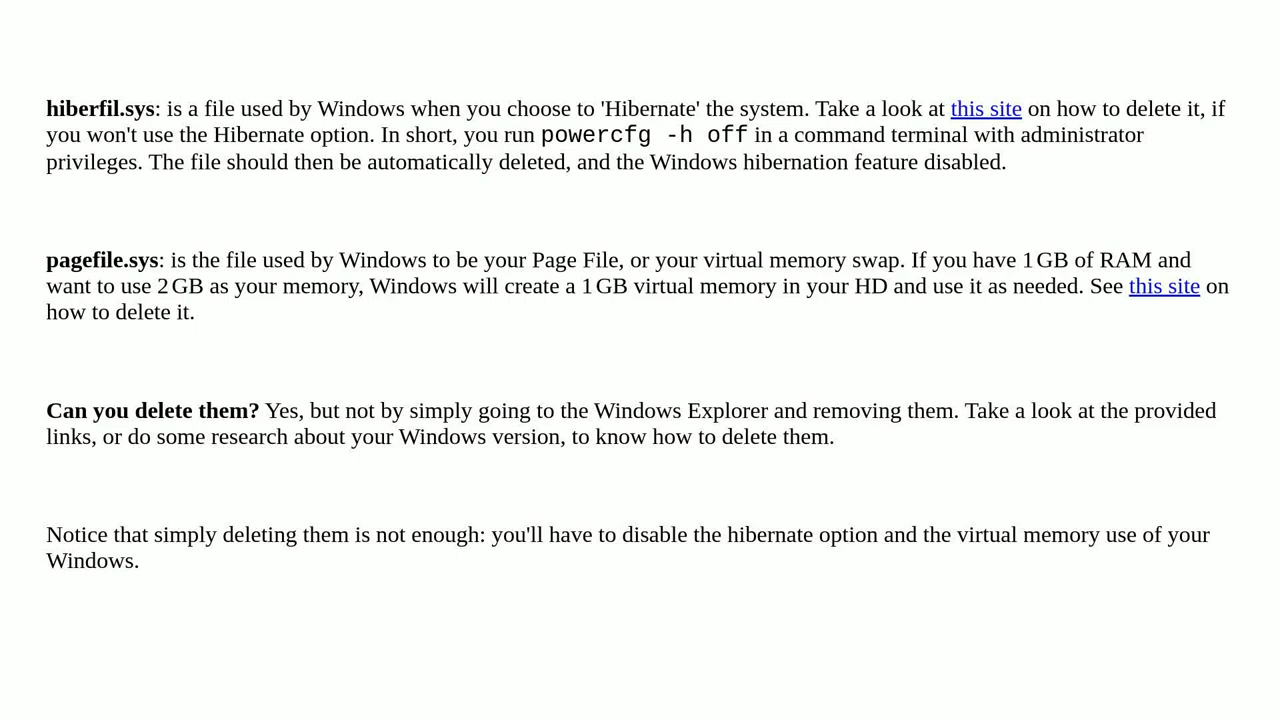 hiberfil.sys: is a file used by Windows when you choose to 'Hibernate' the system. Take a look at this site on how to delete it, if
you won't use the Hibernate option. In short, you run powercfg -h off in a command terminal with administrator
privileges. The file should then be automatically deleted, and the Windows hibernation feature disabled.
pagefile.sys: is the file used by Windows to be your Page File, or your virtual memory swap. If you have 1 GB of RAM and
want to use 2 GB as your memory, Windows will create a 1 GB virtual memory in your HD and use it as needed. See this site on
how to delete it.
Can you delete them? Yes, but not by simply going to the Windows Explorer and removing them. Take a look at the provided
links, or do some research about your Windows version, to know how to delete them.
Notice that simply deleting them is not enough: you'll have to disable the hibernate option and the virtual memory use of your
Windows.